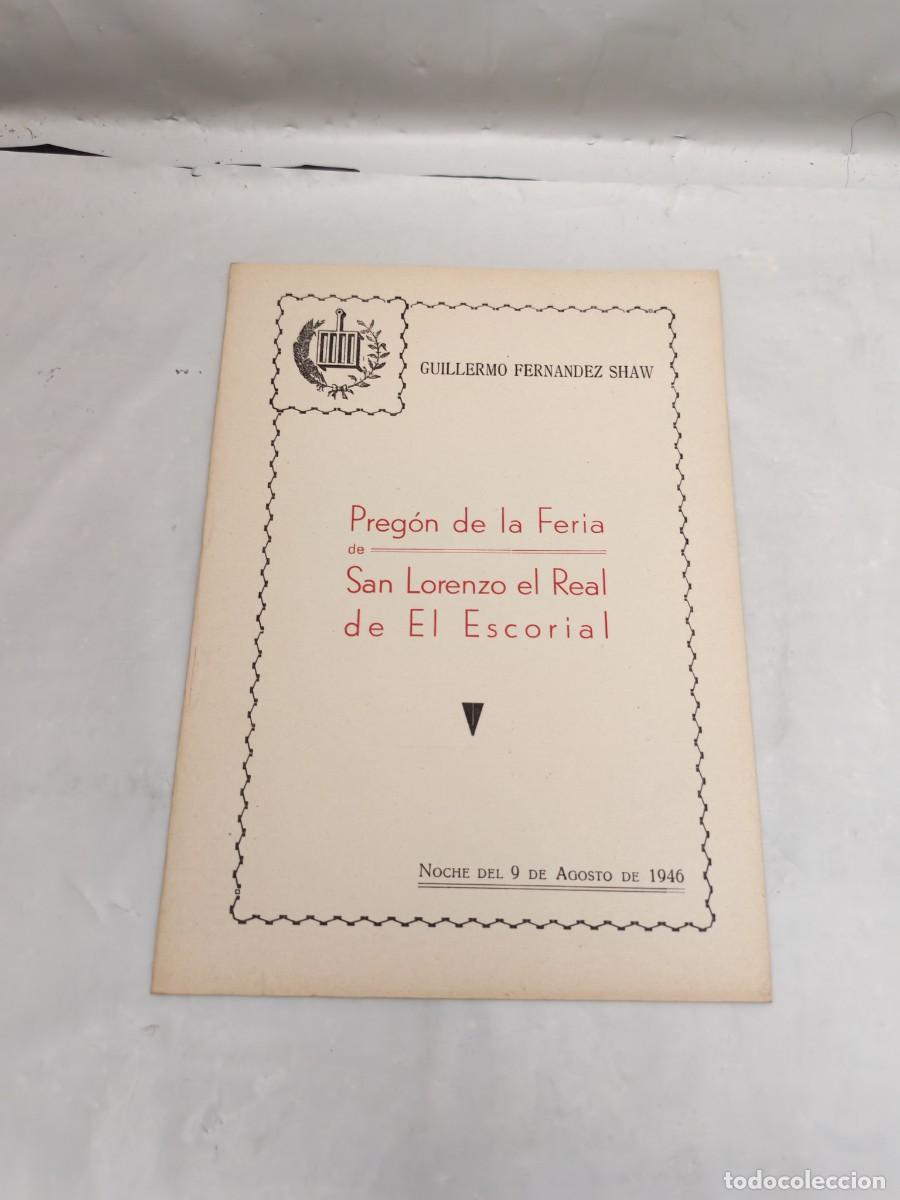 GUILLERMO FERNANDEZ SHAW
Pregón de la Feria
de
San Lorenzo el Real
de El Escorial
NOCHE DEL 9 DE AGOSTO DE 1946
todocoleccion